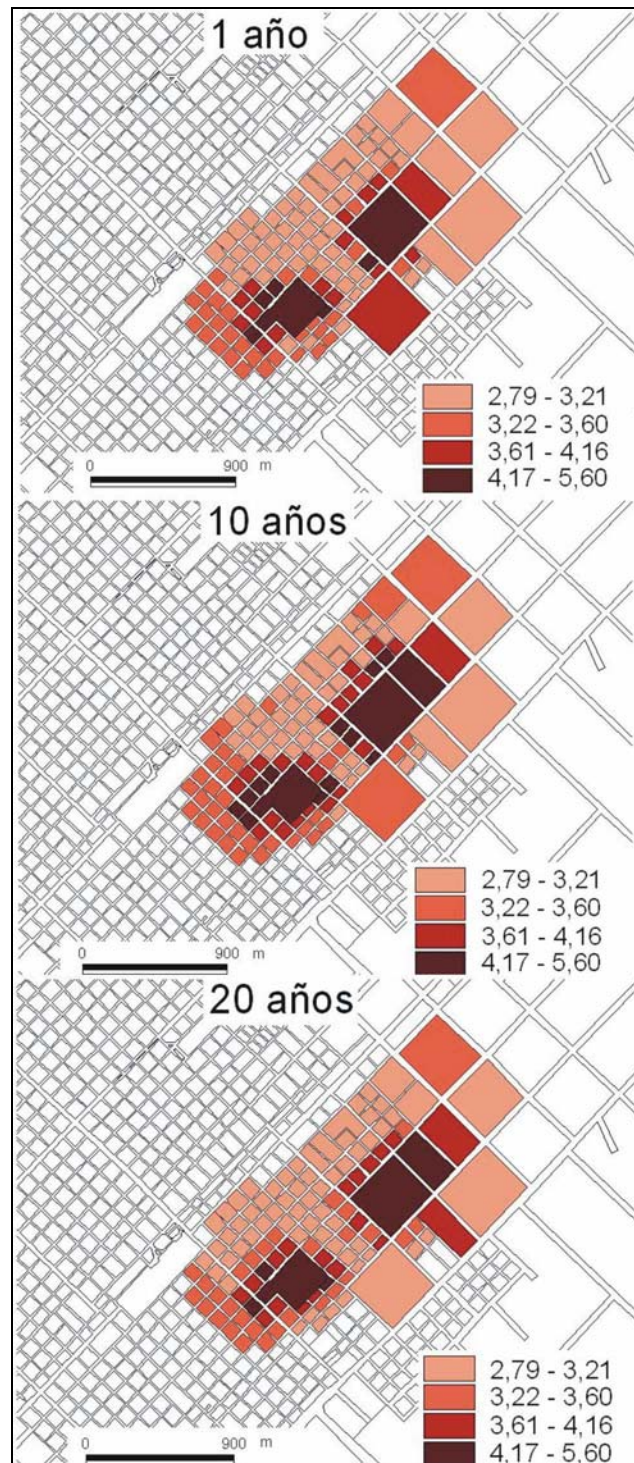 1 año
2,79 - 3,21
3,22 - 3,60
3,61 - 4,16
4,17 - 5,60
0 900 m
10 años
2,79 - 3,21
3,22 - 3,60
3,61 - 4,16
4,17 - 5,60
0 900 m
20 años
2,79 - 3,21
3,22 - 3,60
3,61 - 4,16
4,17 - 5,60
0 900 m